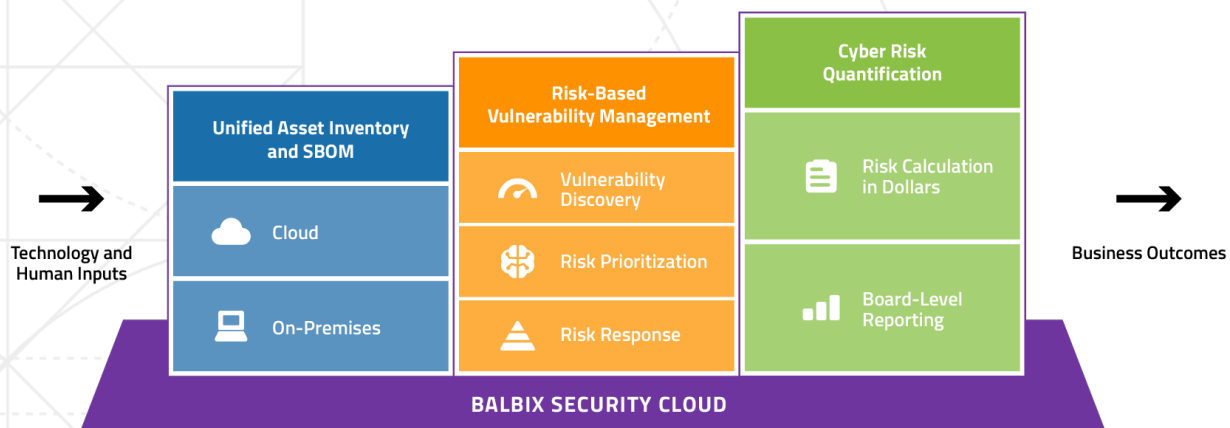 Technology and
Human Inputs
Unified Asset Inventory
and SBOM
Cloud
On-Premises
Risk-Based
Vulnerability Management
Vulnerability
Discovery
Risk Prioritization
Risk Response
Cyber Risk
Quantification
Risk Calculation
in Dollars
Board-Level
Reporting
Business Outcomes
BALBIX SECURITY CLOUD